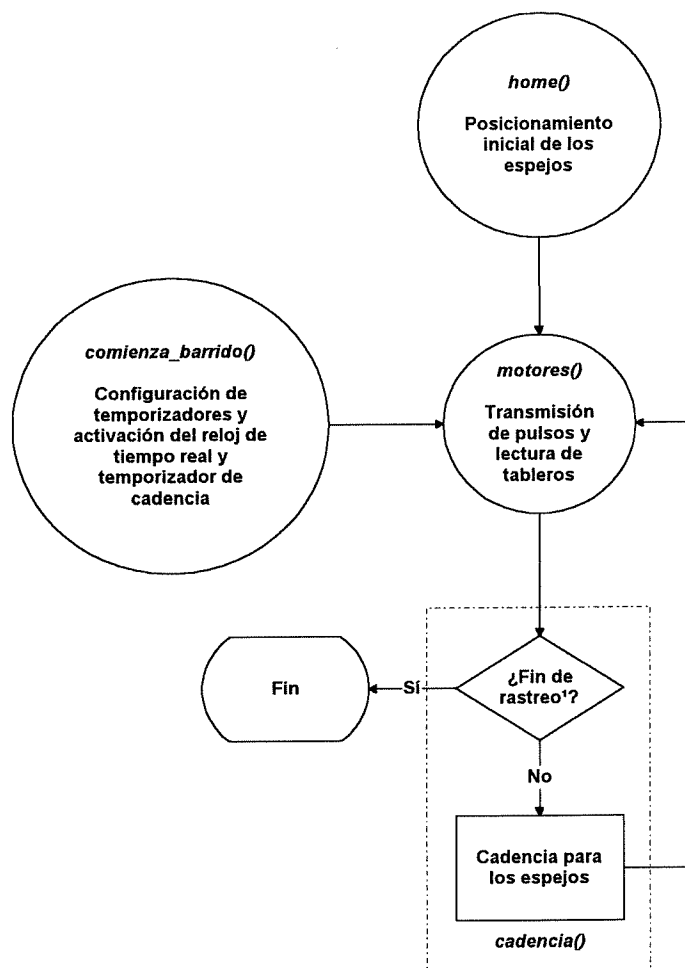 home()
Posicionamiento
inicial de los
espejos
comienza_barrido()
Configuración de
temporizadores y
activación del reloj de
tiempo real y
temporizador de
cadencia
motores()
Transmisión
de pulsos y
lectura de
tableros
¿Fin de
rastreo¹?
Sí
Fin
No
Cadencia para
los espejos
cadencia()